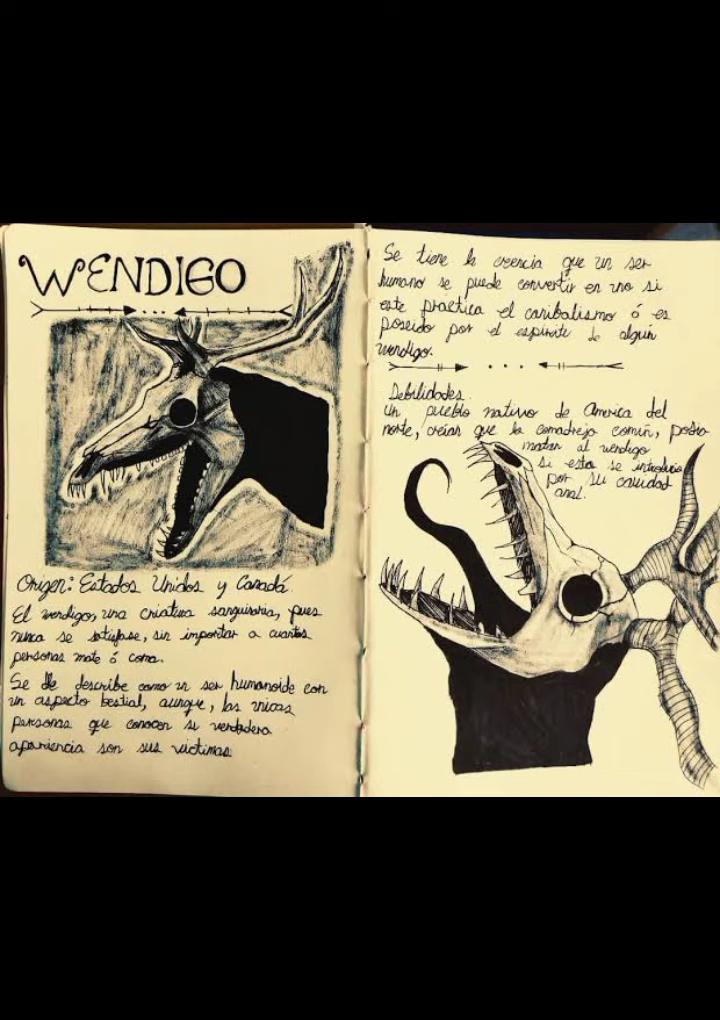 WENDIGO
Origen: Estados Unidos y Canadá.
El wendigo, una criatura sanguinaria, pues
nunca se satisfase, sin importar a cuantas
personas mate ó coma.
Se le describe como un ser humanoide con
un aspecto bestial, aunque, las unicas
personas que conocen su verdadera
apariencia son sus victimas.
Se tiene la creencia que un ser
humano se puede convertir en uno si
este practica el canibalismo ó es
poseido por el espiritu de algun
wendigo.
Debilidades.
Un pueblo nativo de America del
norte, creian que la comadreja común, podia
matar al wendigo
si esta se introducia
por su cavidad
anal.